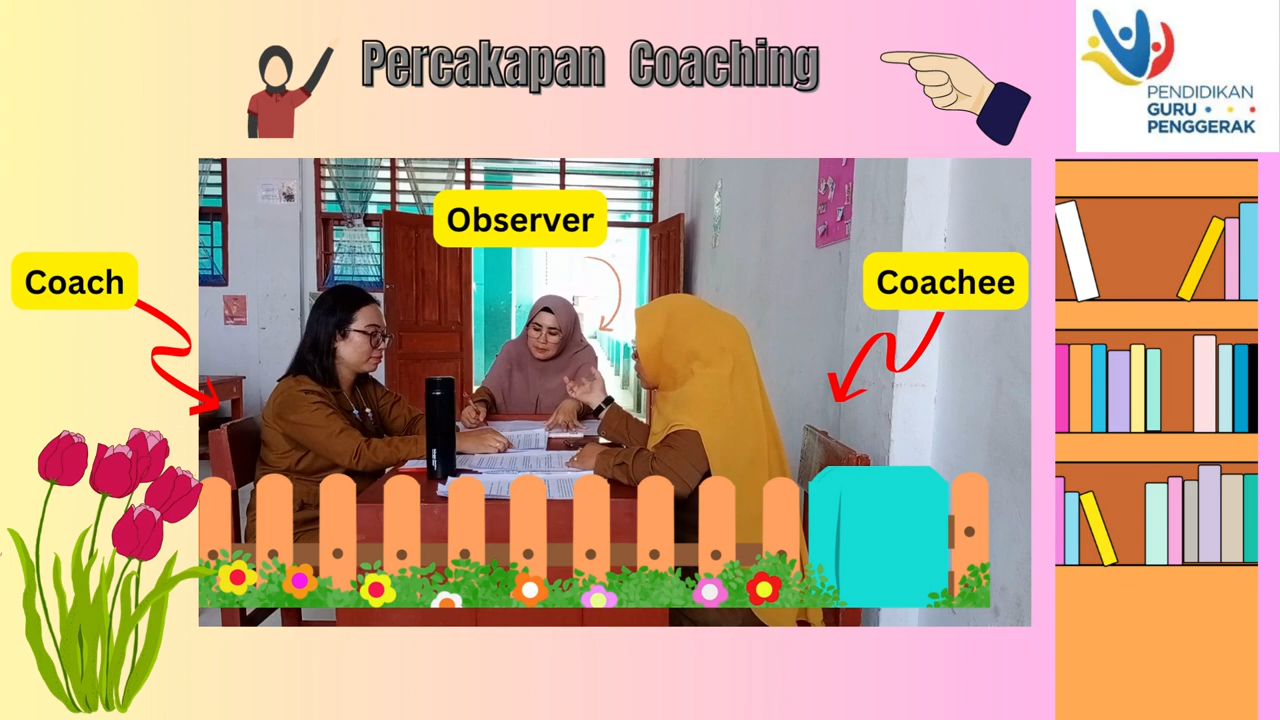 Percakapan Coaching
PENDIDIKAN
GURU
PENGGERAK
Observer
Coach
Coachee